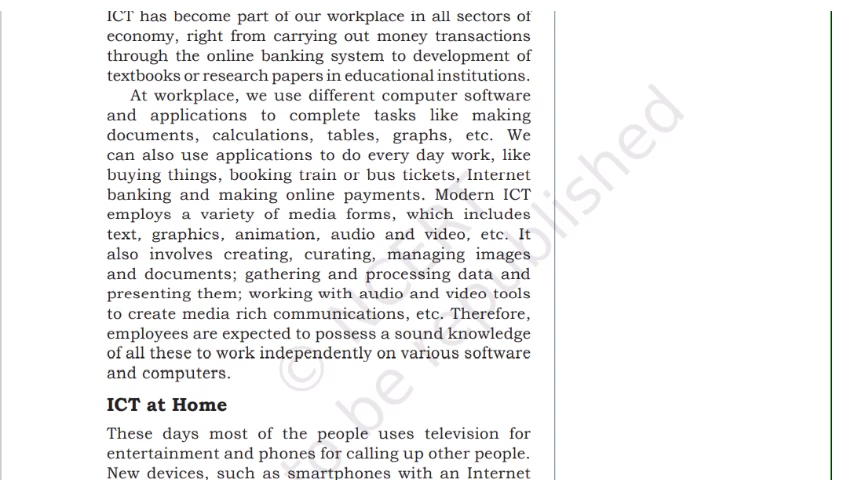 ICT has become part of our workplace in all sectors of
economy, right from carrying out money transactions
through the online banking system to development of
textbooks or research papers in educational institutions.
At workplace, we use different computer software
and applications to complete tasks like making
documents, calculations, tables, graphs, etc. We
can also use applications to do every day work, like
buying things, booking train or bus tickets, Internet
banking and making online payments. Modern ICT
employs a variety of media forms, which includes
text, graphics, animation, audio and video, etc. It
also involves creating, curating, managing images
and documents; gathering and processing data and
presenting them; working with audio and video tools
to create media rich communications, etc. Therefore,
employees are expected to possess a sound knowledge
of all these to work independently on various software
and computers.
ICT at Home
These days most of the people uses television for
entertainment and phones for calling up other people.
New devices, such as smartphones with an Internet
© NCERT
to be republished